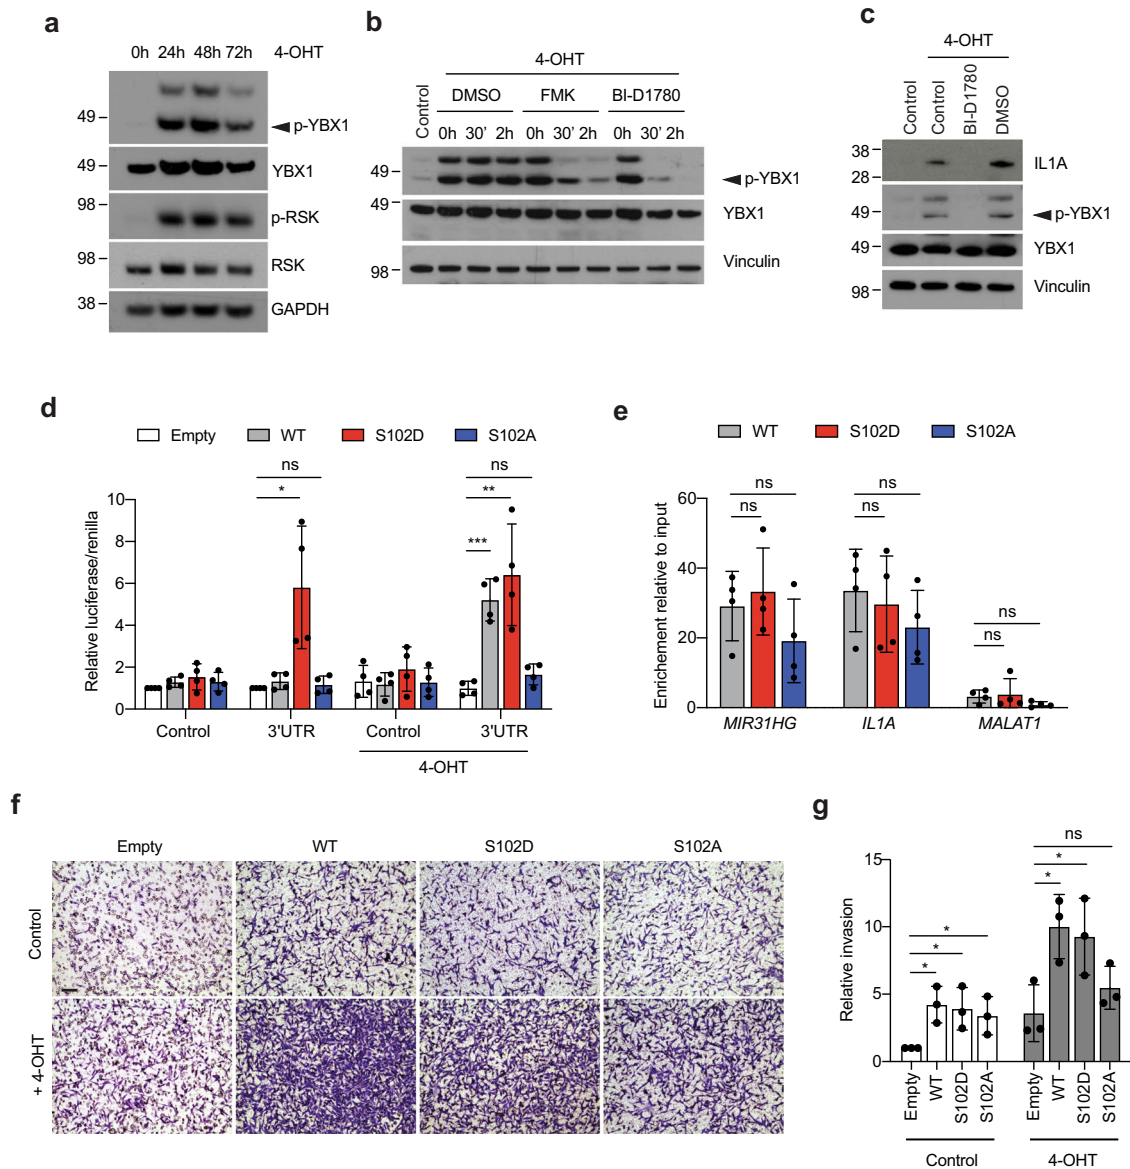 a
0h 24h 48h 72h 4-OHT
49
p-YBX1
49
YBX1
98
p-RSK
98
RSK
38
GAPDH
b
4-OHT
Control
DMSO FMK BI-D1780
0h 30' 2h 0h 30' 2h 0h 30' 2h
p-YBX1
49
49
YBX1
98
Vinculin
c
4-OHT
Control Control BI-D1780 DMSO
38
IL1A
28
49
p-YBX1
49
YBX1
98
Vinculin
d
Empty WT S102D S102A
ns ns
* **
***
Relative luciferase/renilla
10
8
6
4
2
0
Control 3'UTR Control 3'UTR
4-OHT
e
WT S102D S102A
ns ns
ns ns
ns
ns
Enrichement relative to input
60
40
20
0
MIR31HG IL1A MALAT1
f
Empty WT S102D S102A
Control
+ 4-OHT
g
ns
*
*
*
*
*
Relative invasion
15
10
5
0
Empty WT S102D S102A Empty WT S102D S102A
Control 4-OHT